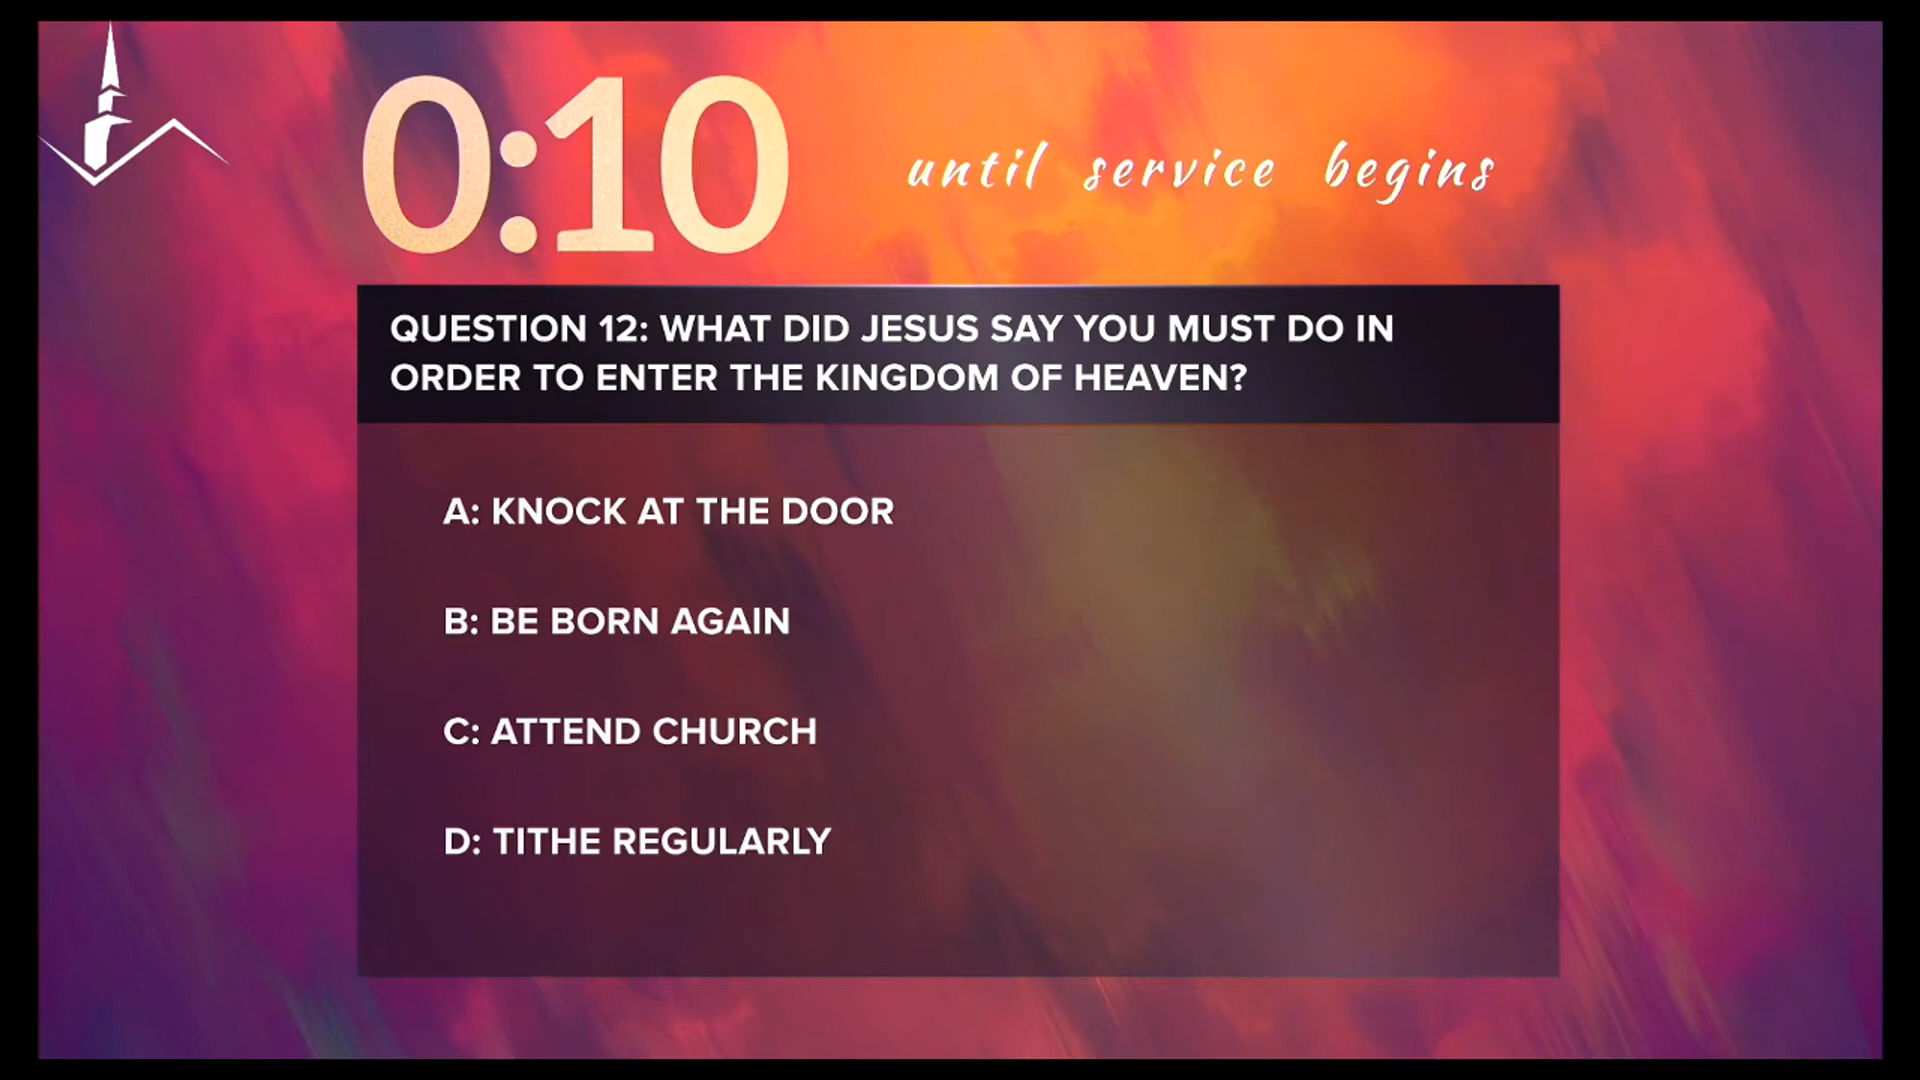 0:10
until service begins
QUESTION 12: WHAT DID JESUS SAY YOU MUST DO IN
ORDER TO ENTER THE KINGDOM OF HEAVEN?
A: KNOCK AT THE DOOR
B: BE BORN AGAIN
C: ATTEND CHURCH
D: TITHE REGULARLY